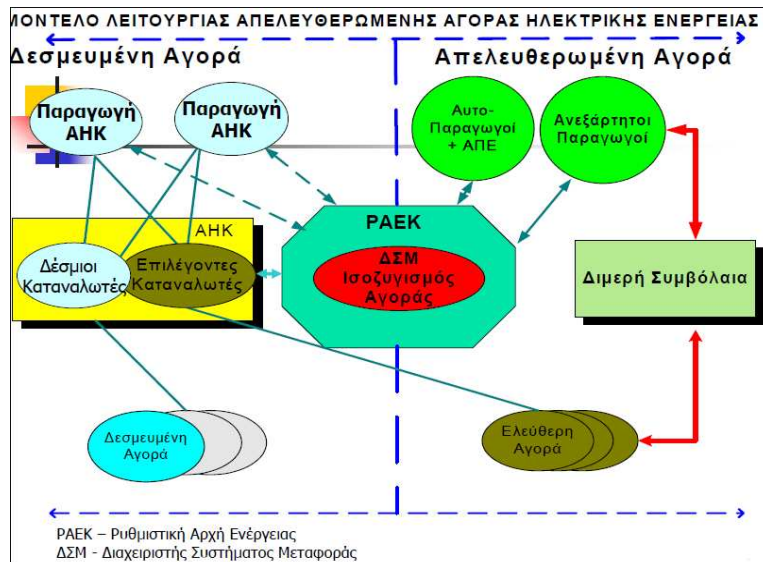 ΜΟΝΤΕΛΟ ΛΕΙΤΟΥΡΓΙΑΣ ΑΠΕΛΕΥΘΕΡΩΜΕΝΗΣ ΑΓΟΡΑΣ ΗΛΕΚΤΡΙΚΗΣ ΕΝΕΡΓΕΙΑΣ
Δεσμευμένη Αγορά
Απελευθερωμένη Αγορά
Παραγωγή
ΑΗΚ
Παραγωγή
ΑΗΚ
Αυτο-
Παραγωγοί
+ ΑΠΕ
Ανεξάρτητοι
Παραγωγοί
ΑΗΚ
Δέσμιοι
Καταναλωτές
Επιλέγοντες
Καταναλωτές
ΡΑΕΚ
ΔΣΜ
Ισοζυγισμός
Αγοράς
Διμερή Συμβόλαια
Δεσμευμένη
Αγορά
Ελεύθερη
Αγορά
ΡΑΕΚ – Ρυθμιστική Αρχή Ενέργειας
ΔΣΜ - Διαχειριστής Συστήματος Μεταφοράς